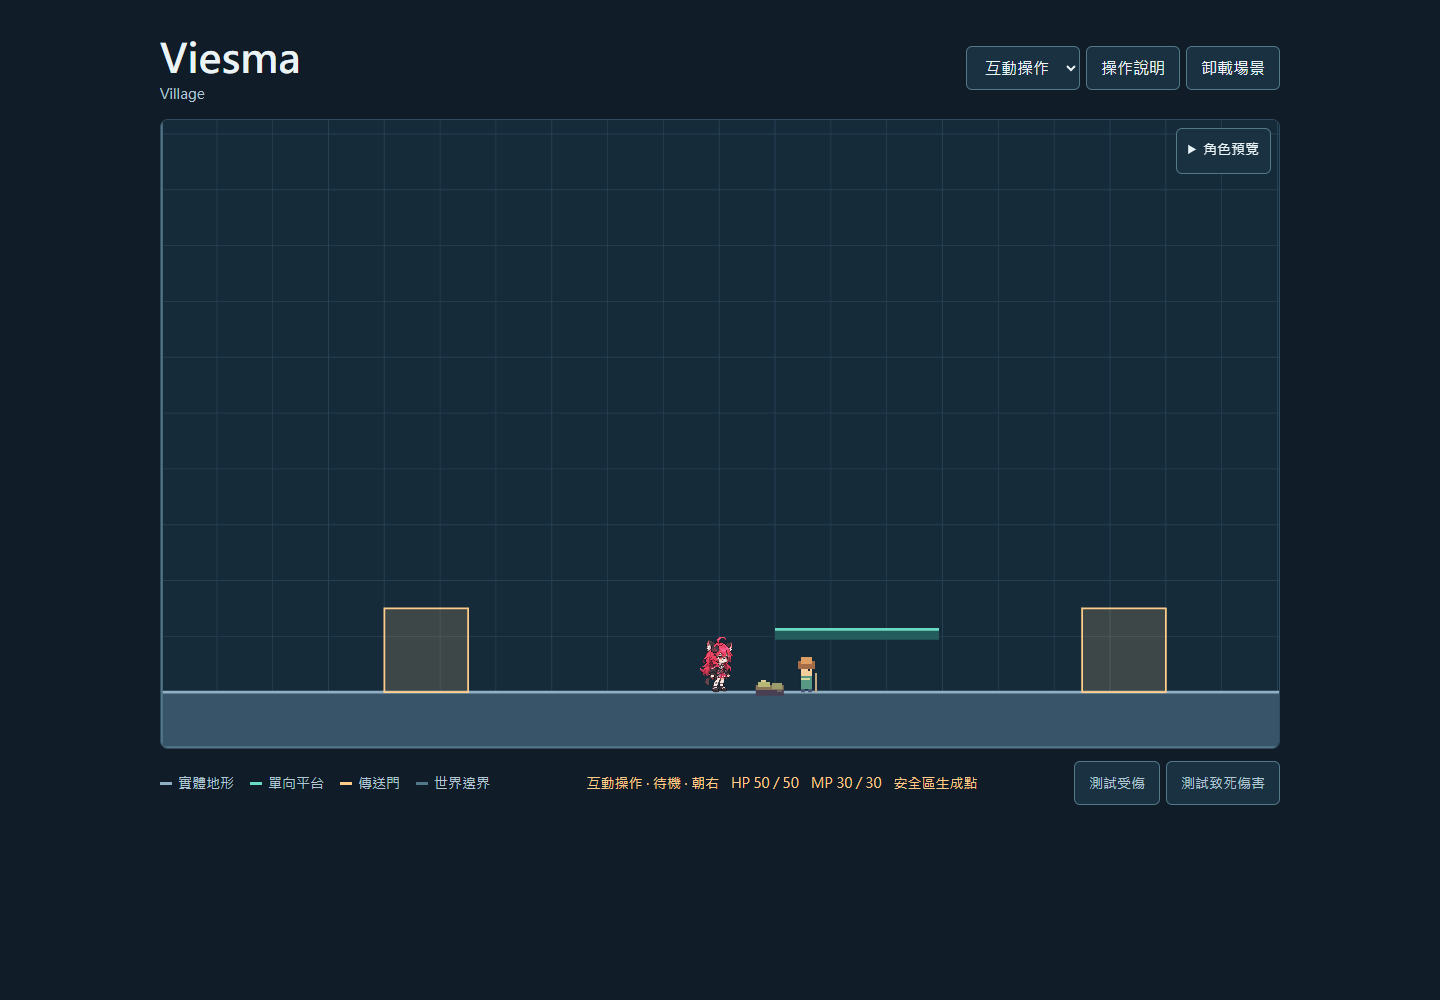 Viesma
Village
互動操作
操作說明
卸載場景
▶ 角色預覽
實體地形 單向平台 傳送門 世界邊界
互動操作 · 待機 · 朝右 HP 50 / 50 MP 30 / 30 安全區生成點
測試受傷
測試致死傷害